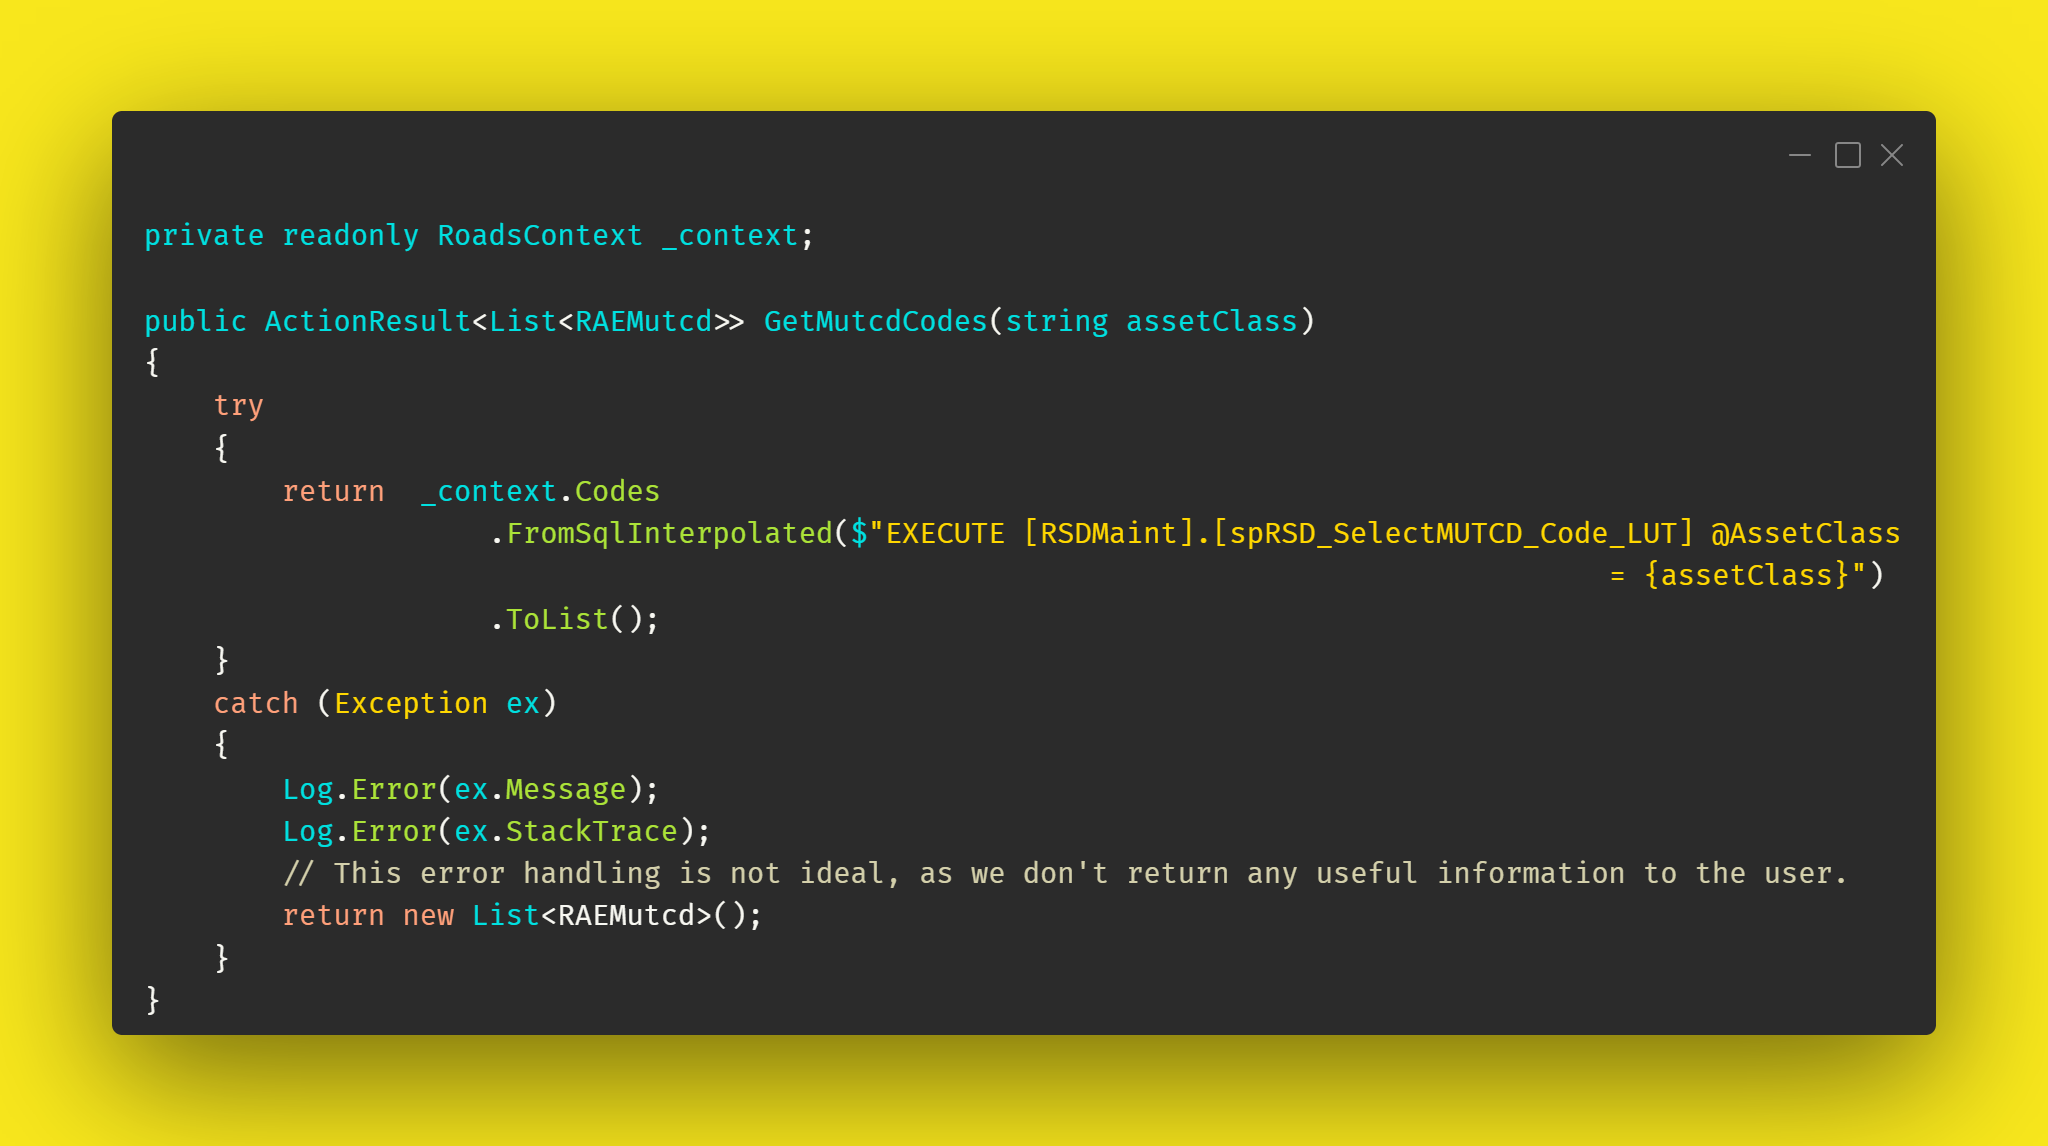 private readonly RoadsContext _context;
public ActionResult<List<RAEMutcd>> GetMutcdCodes(string assetClass)
{
try
{
return  _context.Codes
.FromSqlInterpolated($"EXECUTE [RSDMaint].[spRSD_SelectMUTCD_Code_LUT] @AssetClass
= {assetClass}")
.ToList();
}
catch (Exception ex)
{
Log.Error(ex.Message);
Log.Error(ex.StackTrace);
// This error handling is not ideal, as we don't return any useful information to the user.
return new List<RAEMutcd>();
}
}